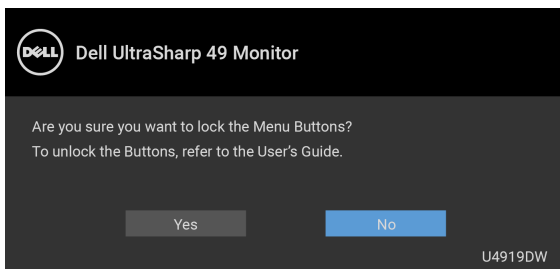 DELL
Dell UltraSharp 49 Monitor
Are you sure you want to lock the Menu Buttons?
To unlock the Buttons, refer to the User's Guide.
Yes
No
U4919DW